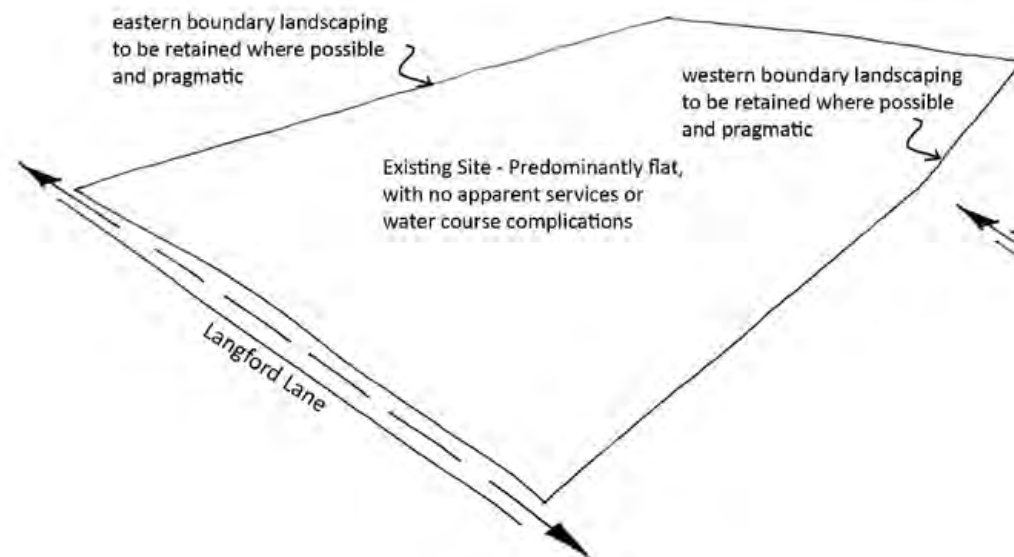 eastern boundary landscaping
to be retained where possible
and pragmatic
western boundary landscaping
to be retained where possible
and pragmatic
Existing Site - Predominantly flat,
with no apparent services or
water course complications
Langford Lane